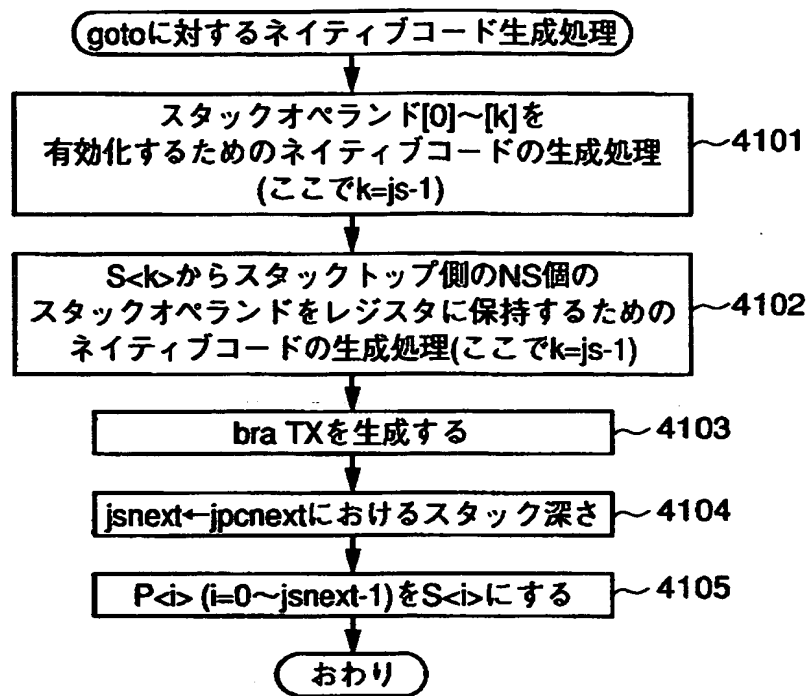 gotoに対するネイティブコード生成処理
スタックオペランド[0]～[k]を
有効化するためのネイティブコードの生成処理
(ここでk=js-1)
4101
S<k>からスタックトップ側のNS個の
スタックオペランドをレジスタに保持するための
ネイティブコードの生成処理(ここでk=js-1)
4102
bra TXを生成する
4103
jsnext←jpcnextにおけるスタック深さ
4104
P<i> (i=0～jsnext-1)をS<i>にする
4105
おわり